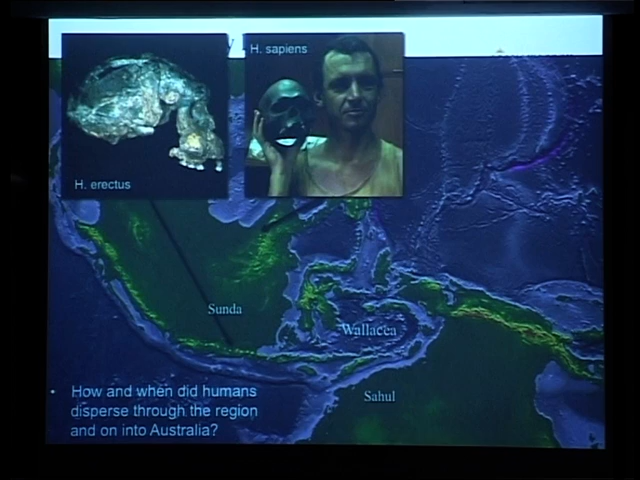 H. sapiens
H. erectus
Sunda
Wallacea
Sahul
• How and when did humans
disperse through the region
and on into Australia?